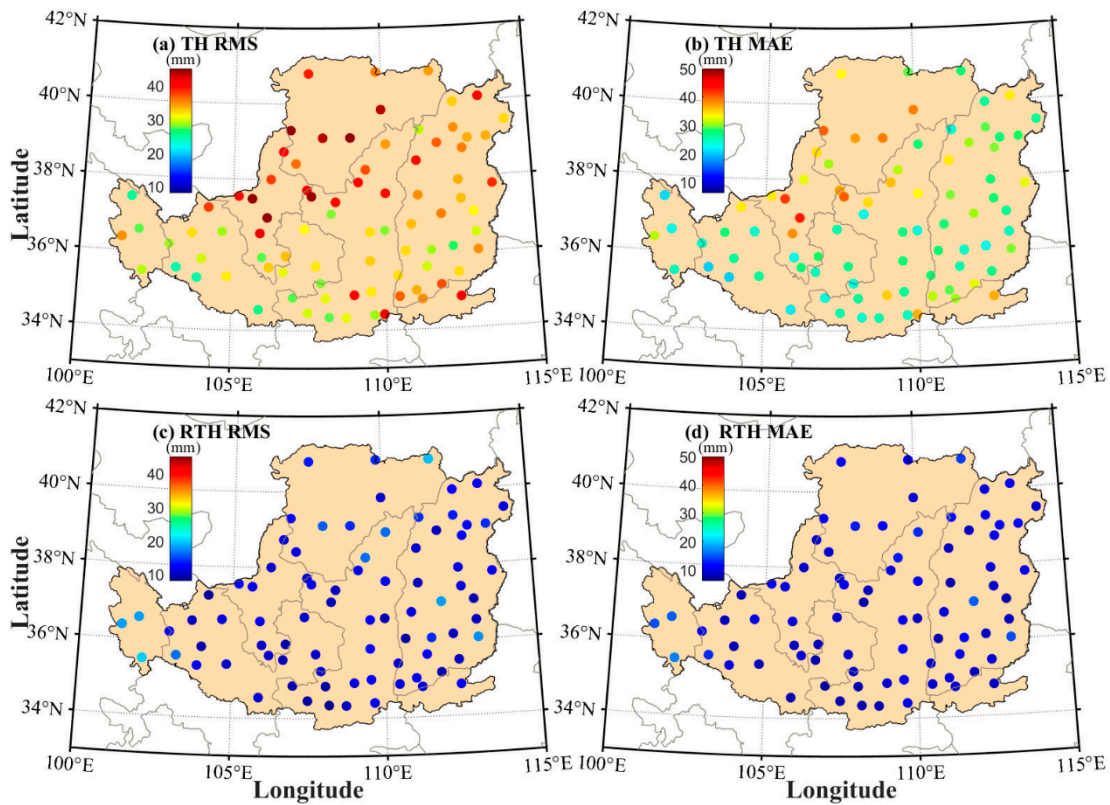 42°N
(a) TH RMS
(mm)
40
30
20
10
40°N
38°N
36°N
34°N
Latitude
100°E
105°E
110°E
115°E
42°N
(b) TH MAE
(mm)
50
40
30
20
10
40°N
38°N
36°N
34°N
Latitude
100°E
105°E
110°E
115°E
42°N
(c) RTH RMS
(mm)
40
30
20
10
40°N
38°N
36°N
34°N
Latitude
100°E
105°E
110°E
115°E
Longitude
42°N
(d) RTH MAE
(mm)
50
40
30
20
10
40°N
38°N
36°N
34°N
Latitude
100°E
105°E
110°E
115°E
Longitude